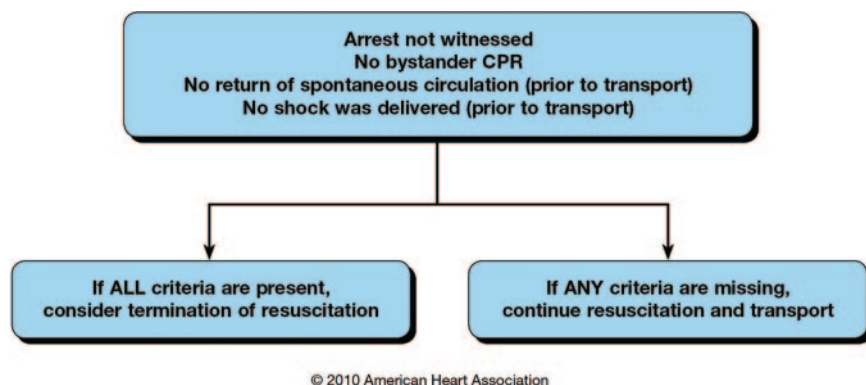 Arrest not witnessed
No bystander CPR
No return of spontaneous circulation (prior to transport)
No shock was delivered (prior to transport)
If ALL criteria are present,
consider termination of resuscitation
If ANY criteria are missing,
continue resuscitation and transport
© 2010 American Heart Association